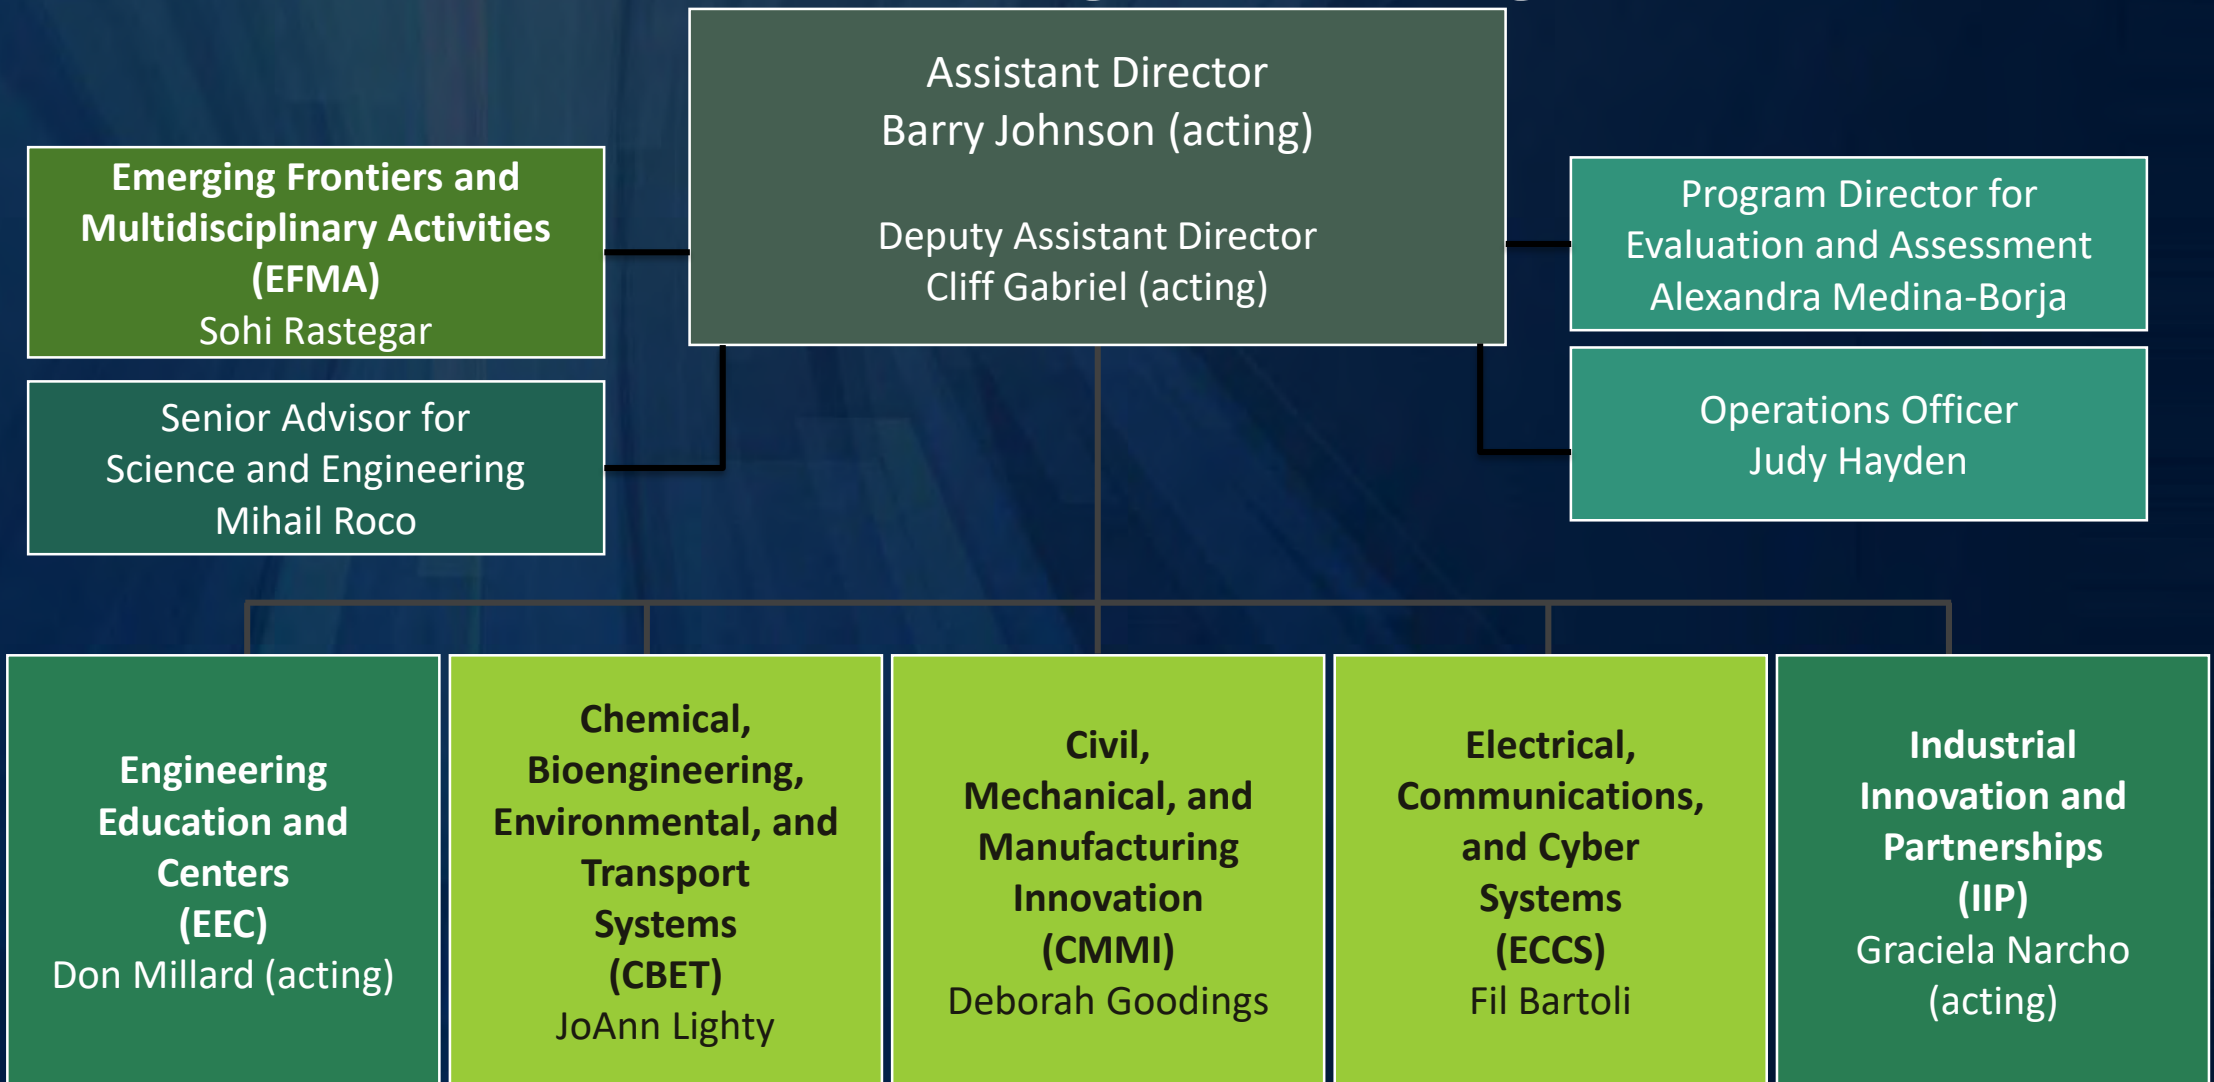 Assistant Director
Barry Johnson (acting)
Deputy Assistant Director
Cliff Gabriel (acting)
Emerging Frontiers and
Multidisciplinary Activities
(EFMA)
Sohi Rastegar
Senior Advisor for
Science and Engineering
Mihail Roco
Program Director for
Evaluation and Assessment
Alexandra Medina-Borja
Operations Officer
Judy Hayden
Engineering
Education and
Centers
(EEC)
Don Millard (acting)
Chemical,
Bioengineering,
Environmental, and
Transport
Systems
(CBET)
JoAnn Lighty
Civil,
Mechanical, and
Manufacturing
Innovation
(CMMI)
Deborah Goodings
Electrical,
Communications,
and Cyber
Systems
(ECCS)
Fil Bartoli
Industrial
Innovation and
Partnerships
(IIP)
Graciela Narcho
(acting)